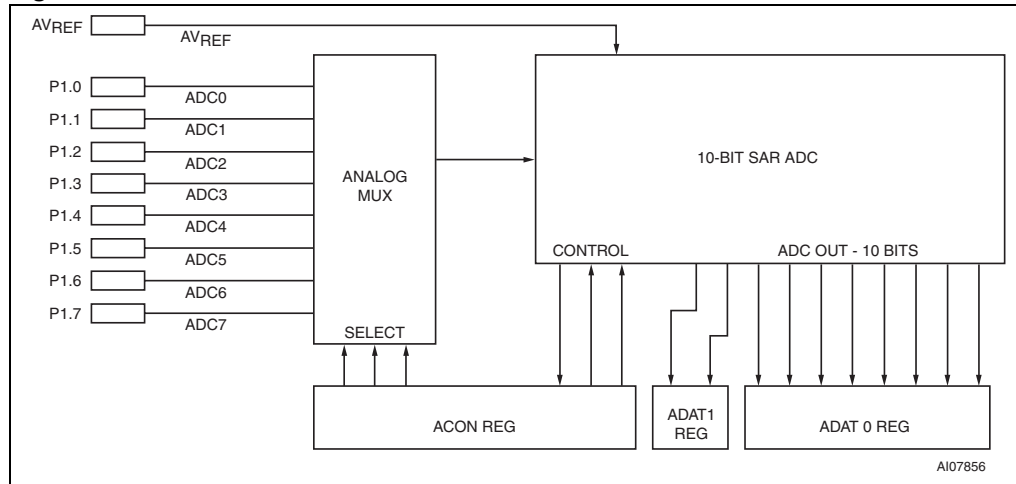 AVREF
AVREF
P1.0
ADC0
P1.1
ADC1
P1.2
ADC2
P1.3
ADC3
P1.4
ADC4
P1.5
ADC5
P1.6
ADC6
P1.7
ADC7
ANALOG
MUX
SELECT
10-BIT SAR ADC
CONTROL
ADC OUT - 10 BITS
ACON REG
ADAT1
REG
ADAT 0 REG
AI07856